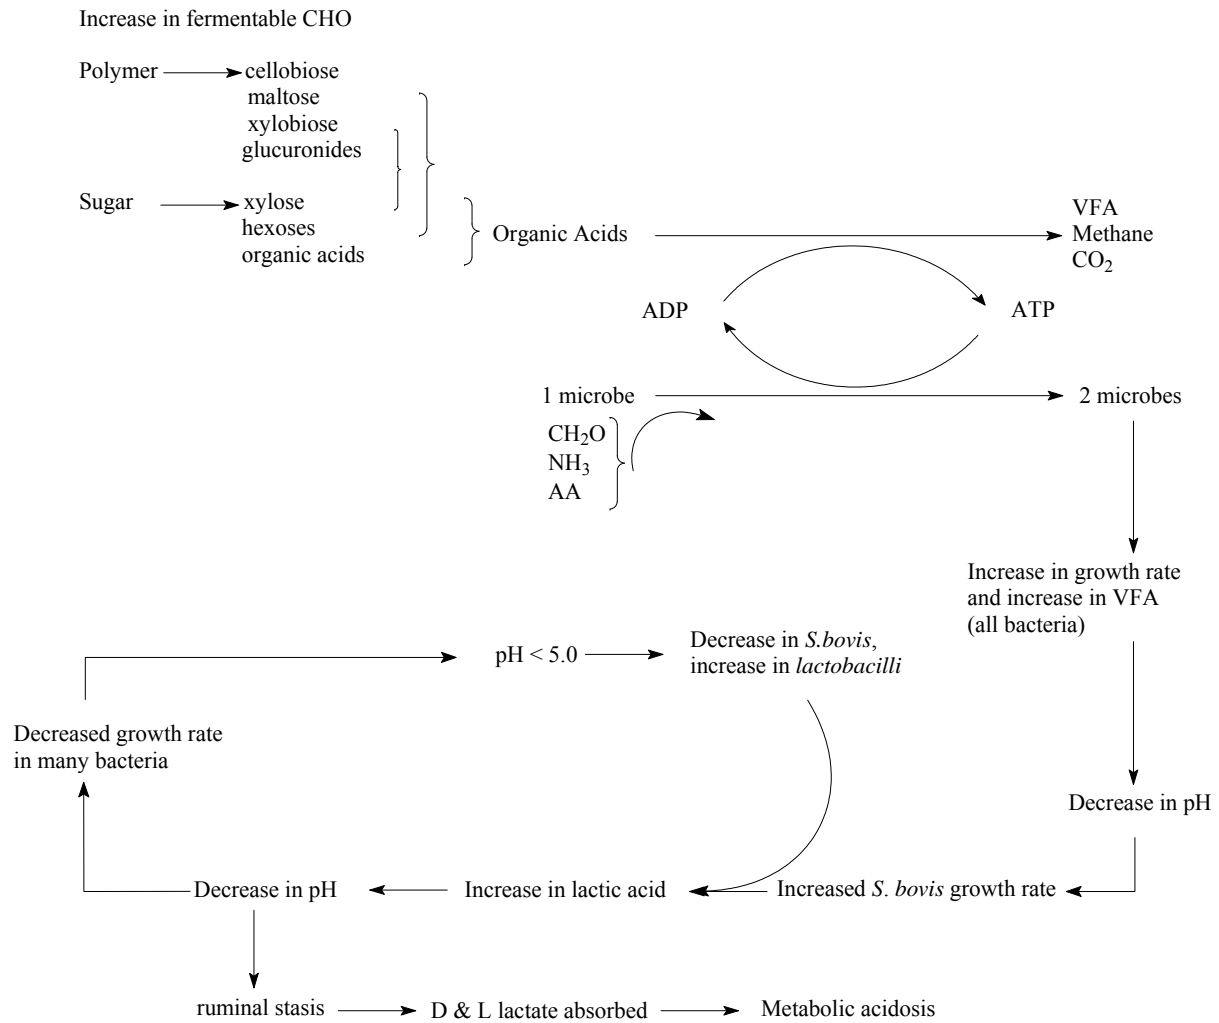 Increase in fermentable CHO
Polymer
cellobiose
maltose
xylobiose
glucuronides
Sugar
xylose
hexoses
organic acids
Organic Acids
VFA
Methane
CO₂
ADP
ATP
1 microbe
2 microbes
CH₂O
NH₃
AA
Increase in growth rate
and increase in VFA
(all bacteria)
pH < 5.0
Decrease in S.bovis,
increase in lactobacilli
Decreased growth rate
in many bacteria
Decrease in pH
Decrease in pH
Increase in lactic acid
Increased S. bovis growth rate
ruminal stasis
D & L lactate absorbed
Metabolic acidosis